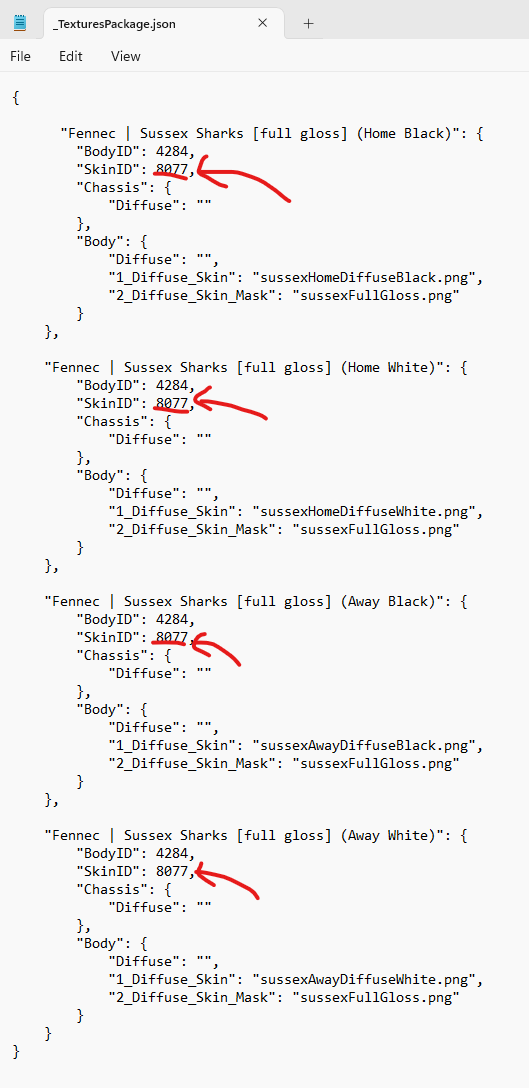 _TexturesPackage.json
File Edit View
{
"Fennec | Sussex Sharks [full gloss] (Home Black)": {
"BodyID": 4284,
"SkinID": 8077,
"Chassis": {
"Diffuse": ""
},
"Body": {
"Diffuse": "",
"1_Diffuse_Skin": "sussexHomeDiffuseBlack.png",
"2_Diffuse_Skin_Mask": "sussexFullGloss.png"
}
},
"Fennec | Sussex Sharks [full gloss] (Home White)": {
"BodyID": 4284,
"SkinID": 8077,
"Chassis": {
"Diffuse": ""
},
"Body": {
"Diffuse": "",
"1_Diffuse_Skin": "sussexHomeDiffuseWhite.png",
"2_Diffuse_Skin_Mask": "sussexFullGloss.png"
}
},
"Fennec | Sussex Sharks [full gloss] (Away Black)": {
"BodyID": 4284,
"SkinID": 8077,
"Chassis": {
"Diffuse": ""
},
"Body": {
"Diffuse": "",
"1_Diffuse_Skin": "sussexAwayDiffuseBlack.png",
"2_Diffuse_Skin_Mask": "sussexFullGloss.png"
}
},
"Fennec | Sussex Sharks [full gloss] (Away White)": {
"BodyID": 4284,
"SkinID": 8077,
"Chassis": {
"Diffuse": ""
},
"Body": {
"Diffuse": "",
"1_Diffuse_Skin": "sussexAwayDiffuseWhite.png",
"2_Diffuse_Skin_Mask": "sussexFullGloss.png"
}
}
}